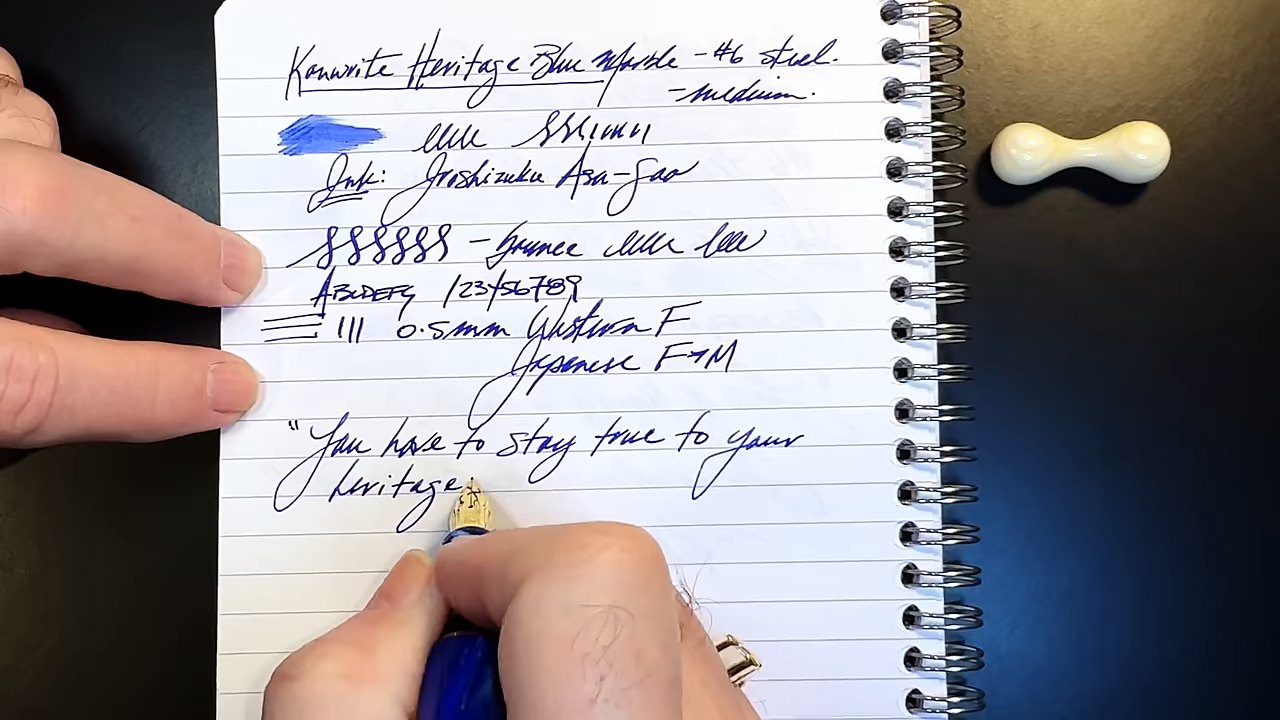 Kanwrite Heritage Blue Marble - #6 steel.
- medium.
Ink: Iroshizuku Asa-Gao
- bounce
ABCDEFG 123456789
0.5mm Western F
Japanese F→M
"You have to stay true to your
heritage,